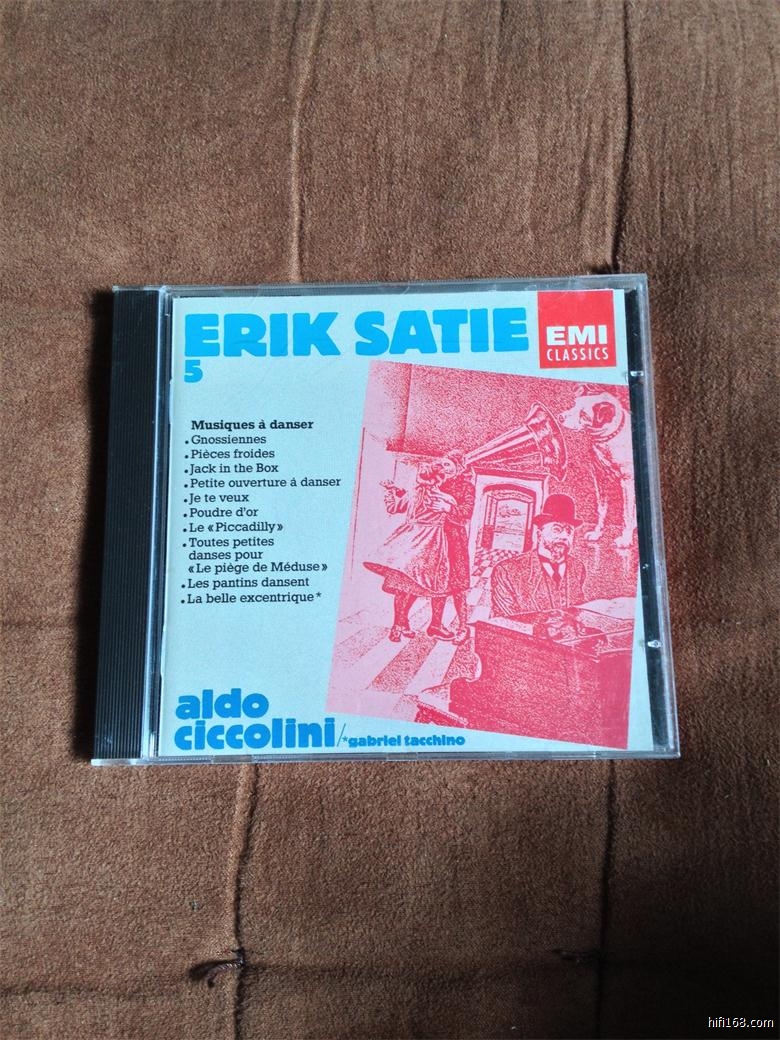 ERIK SATIE
5
EMI
CLASSICS
Musiques à danser
• Gnossiennes
• Pièces froides
• Jack in the Box
• Petite ouverture à danser
• Je te veux
• Poudre d'or
• Le «Piccadilly»
• Toutes petites
danses pour
«Le piège de Méduse»
• Les pantins dansent
• La belle excentrique*
aldo
ciccolini/*gabriel tacchino
hifi168.com